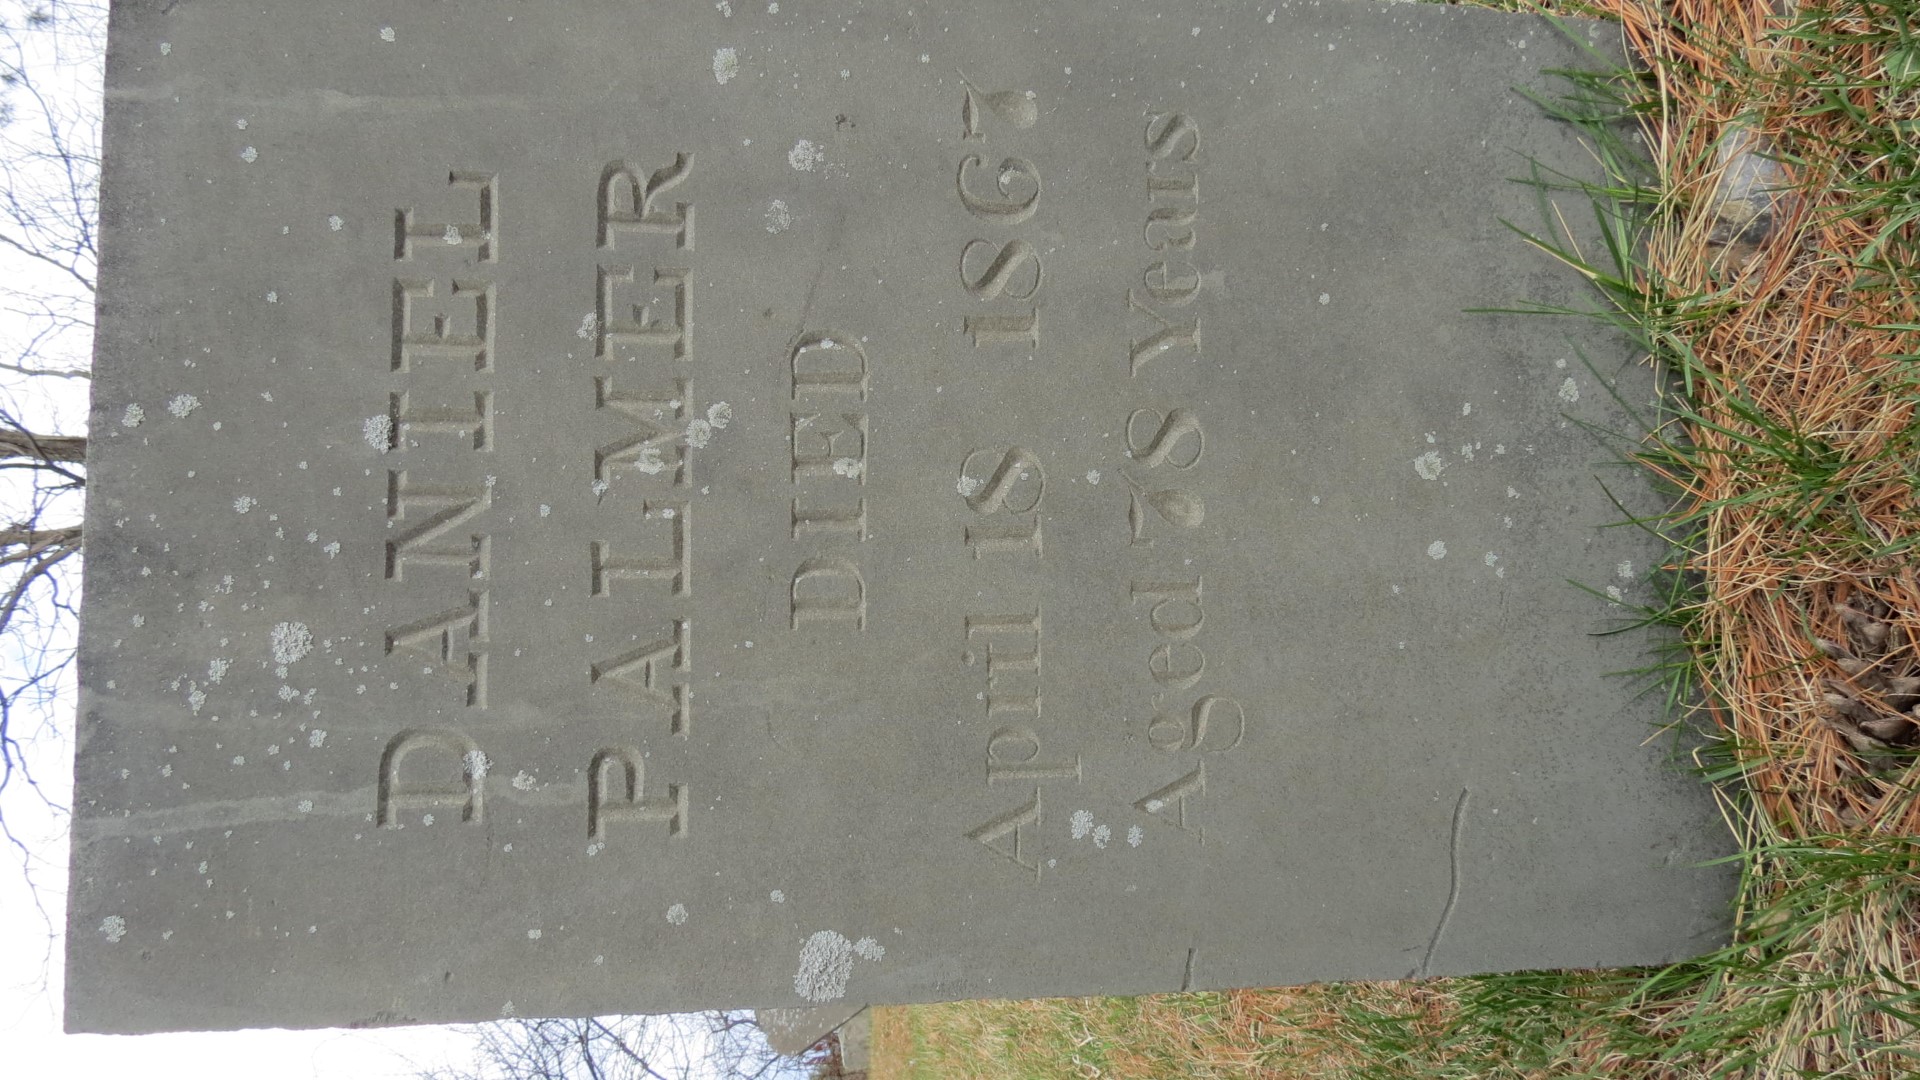 DANIEL
PALMER
DIED
April 18 1867
Aged 78 Years